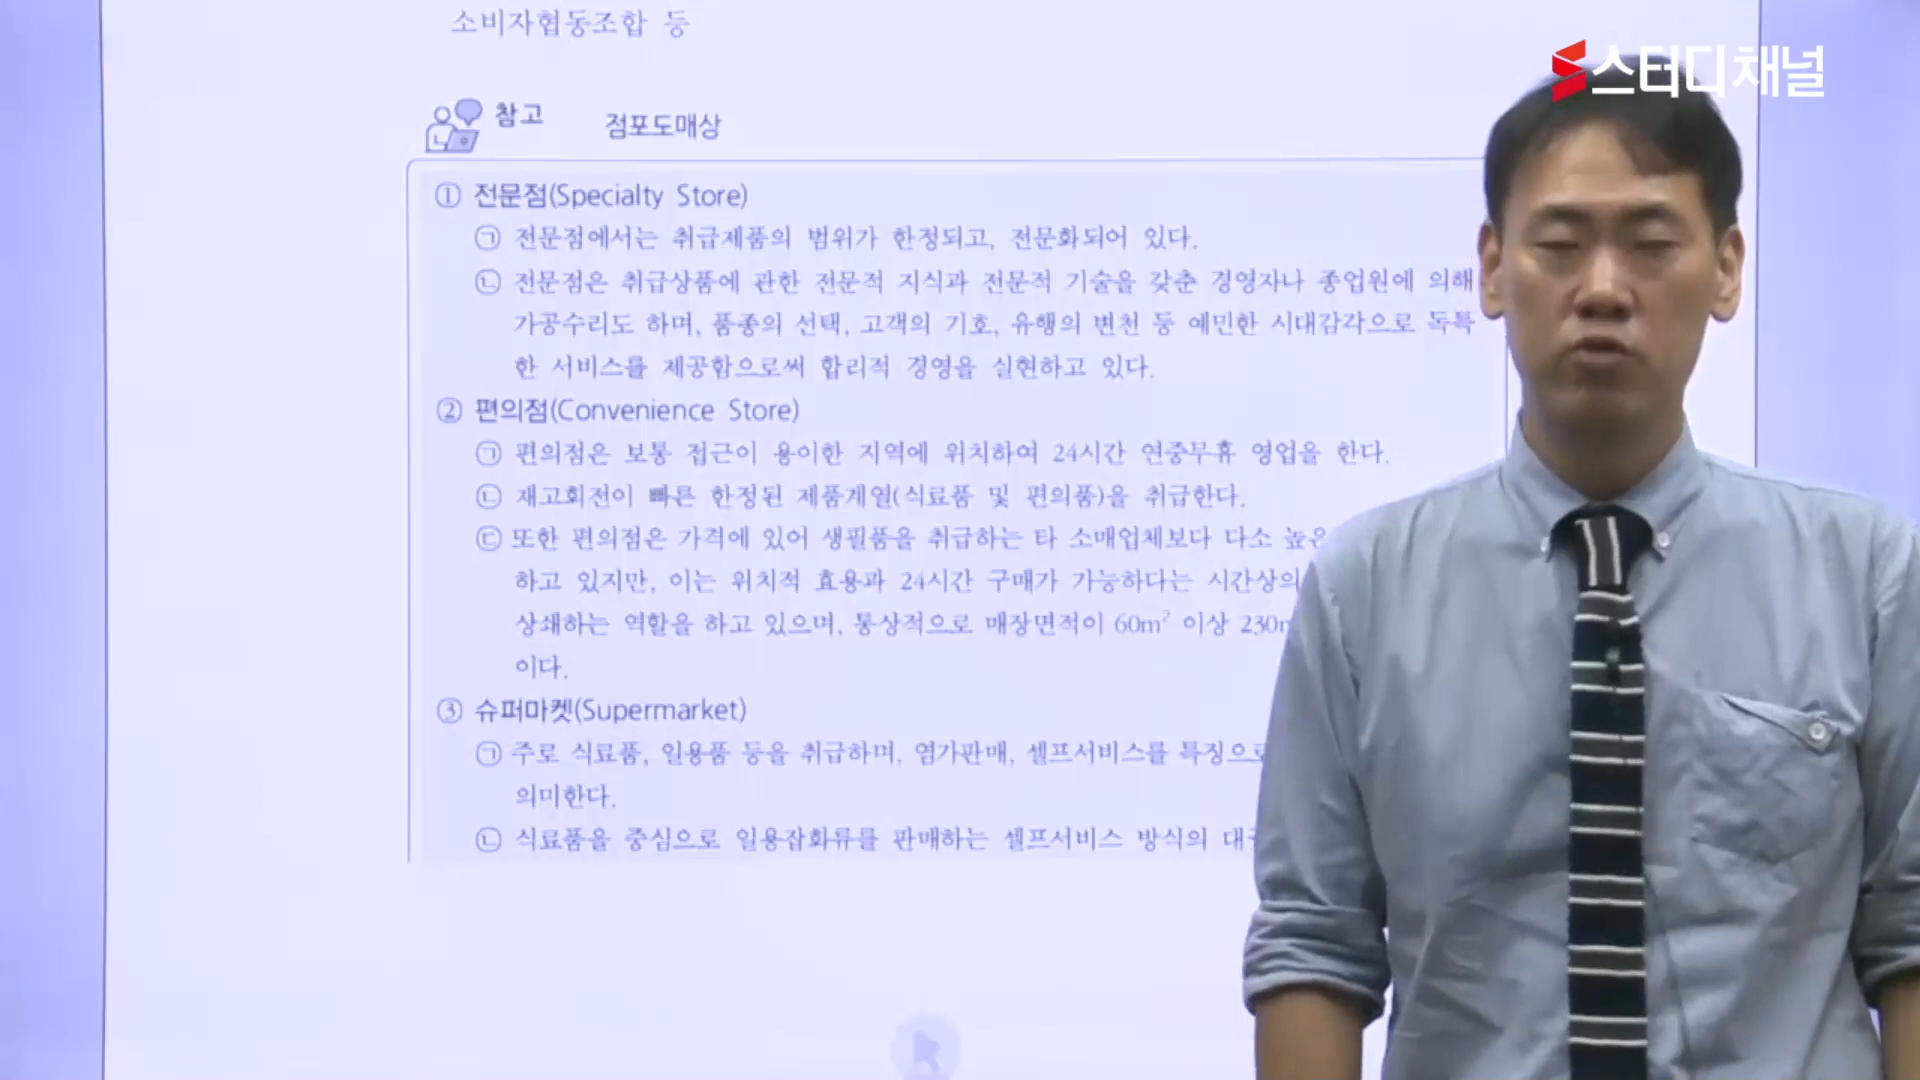 소비자협동조합 등
스터디채널
참고 점포도매상
① 전문점(Specialty Store)
㉠ 전문점에서는 취급제품의 범위가 한정되고, 전문화되어 있다.
㉡ 전문점은 취급상품에 관한 전문적 지식과 전문적 기술을 갖춘 경영자나 종업원에 의해
가공수리도 하며, 품종의 선택, 고객의 기호, 유행의 변천 등 예민한 시대감각으로 독특
한 서비스를 제공함으로써 합리적 경영을 실현하고 있다.
② 편의점(Convenience Store)
㉠ 편의점은 보통 접근이 용이한 지역에 위치하여 24시간 연중무휴 영업을 한다.
㉡ 재고회전이 빠른 한정된 제품계열(식료품 및 편의품)을 취급한다.
㉢ 또한 편의점은 가격에 있어 생필품을 취급하는 타 소매업체보다 다소 높은
하고 있지만, 이는 위치적 효용과 24시간 구매가 가능하다는 시간상의
상쇄하는 역할을 하고 있으며, 통상적으로 매장면적이 60m² 이상 230m
이다.
③ 슈퍼마켓(Supermarket)
㉠ 주로 식료품, 일용품 등을 취급하며, 염가판매, 셀프서비스를 특징으로
의미한다.
㉡ 식료품을 중심으로 일용잡화류를 판매하는 셀프서비스 방식의